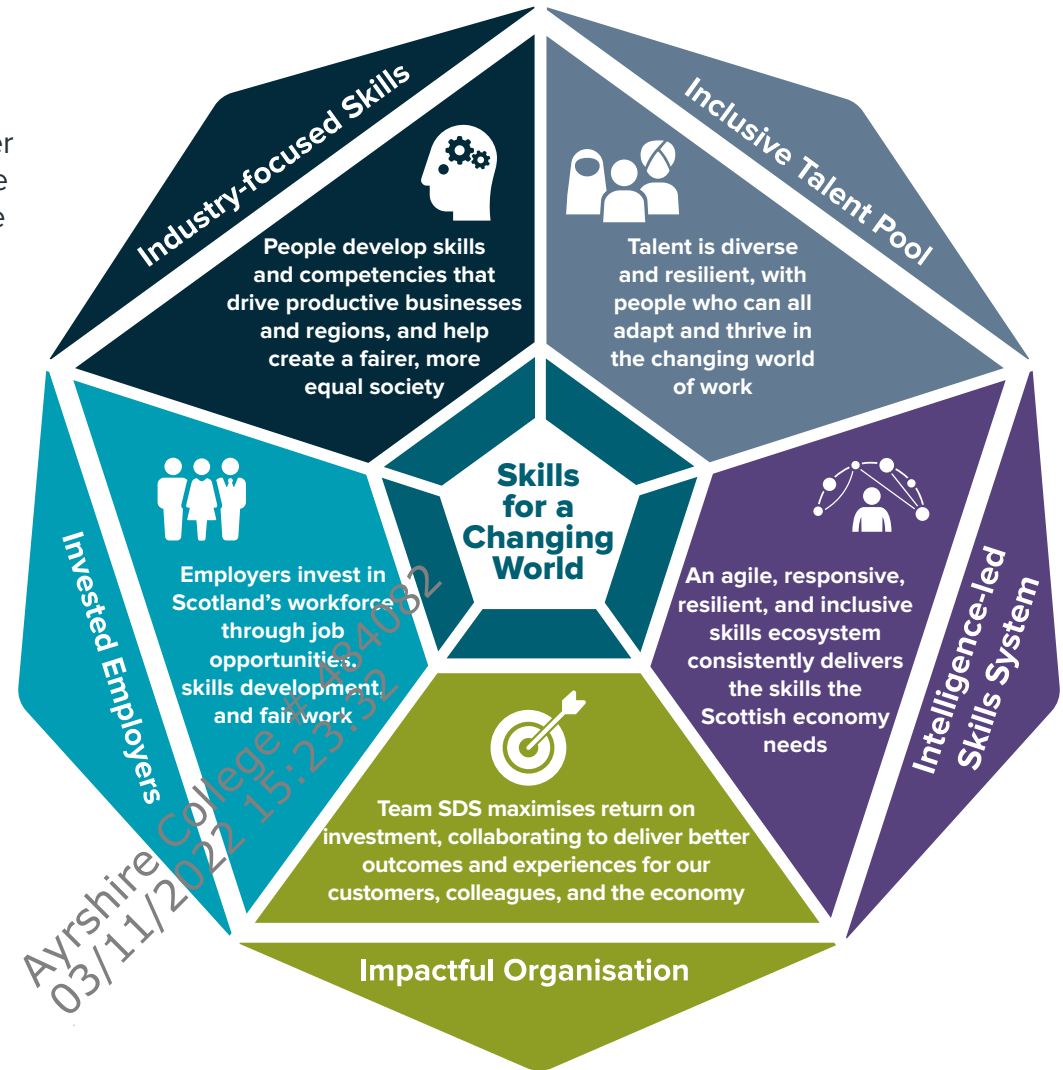 er
e
e
Industry-focused Skills
People develop skills
and competencies that
drive productive businesses
and regions, and help
create a fairer, more
equal society
Inclusive Talent Pool
Talent is diverse
and resilient, with
people who can all
adapt and thrive in
the changing world
of work
Skills
for a
Changing
World
Invested Employers
Employers invest in
Scotland's workforce
through job
opportunities,
skills development,
and fair work
An agile, responsive,
resilient, and inclusive
skills ecosystem
consistently delivers
the skills the
Scottish economy
needs
Intelligence-led
Skills System
Team SDS maximises return on
investment, collaborating to deliver better
outcomes and experiences for our
customers, colleagues, and the economy
Impactful Organisation
Ayrshire College # 484082
03/11/2022 15:23:32